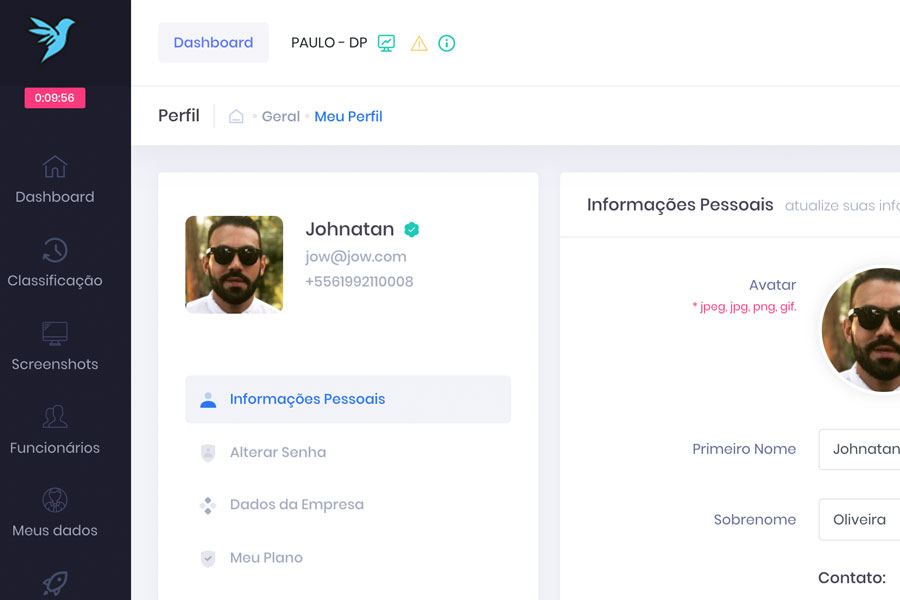 Dashboard
PAULO - DP
0:09:56
Perfil
Geral
Meu Perfil
Dashboard
Classificação
Screenshots
Funcionários
Meus dados
Johnatan
jow@jow.com
+5561992110008
Informações Pessoais
Alterar Senha
Dados da Empresa
Meu Plano
Informações Pessoais
atualize suas
Avatar
* jpeg, jpg, png, gif.
Primeiro Nome
Johnatan
Sobrenome
Oliveira
Contato: